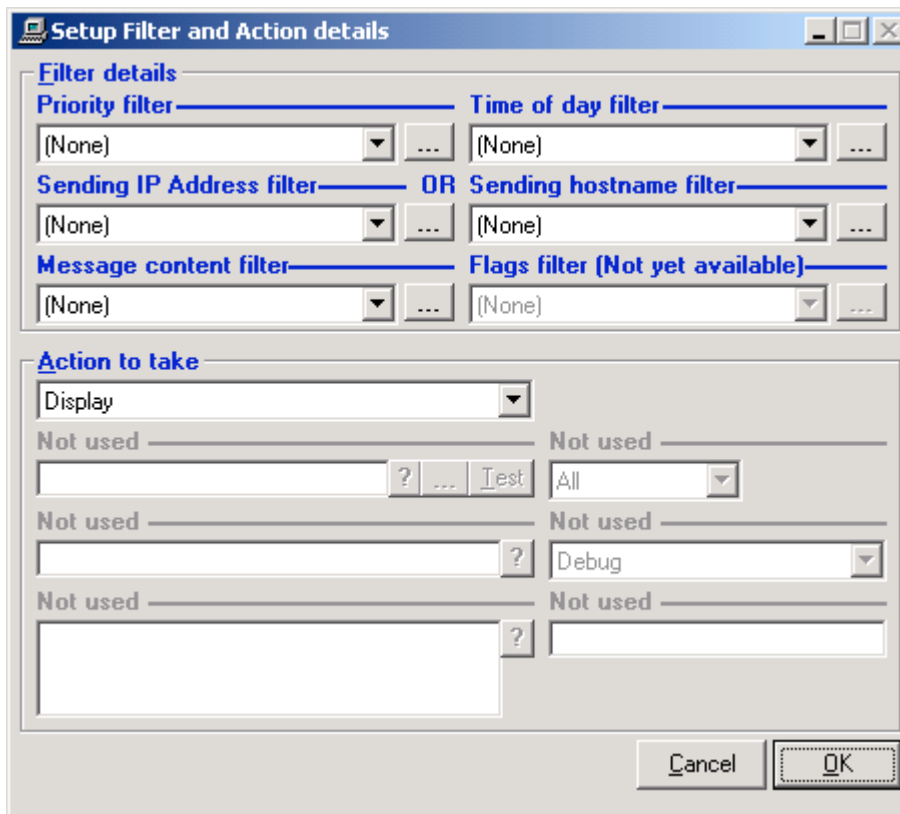 Setup Filter and Action details
Filter details
Priority filter Time of day filter
(None) ... (None) ...
Sending IP Address filter OR Sending hostname filter
(None) ... (None) ...
Message content filter Flags filter (Not yet available)
(None) ... (None) ...
Action to take
Display
Not used Not used
? ... Test All
Not used Not used
? Debug
Not used Not used
?
Cancel OK